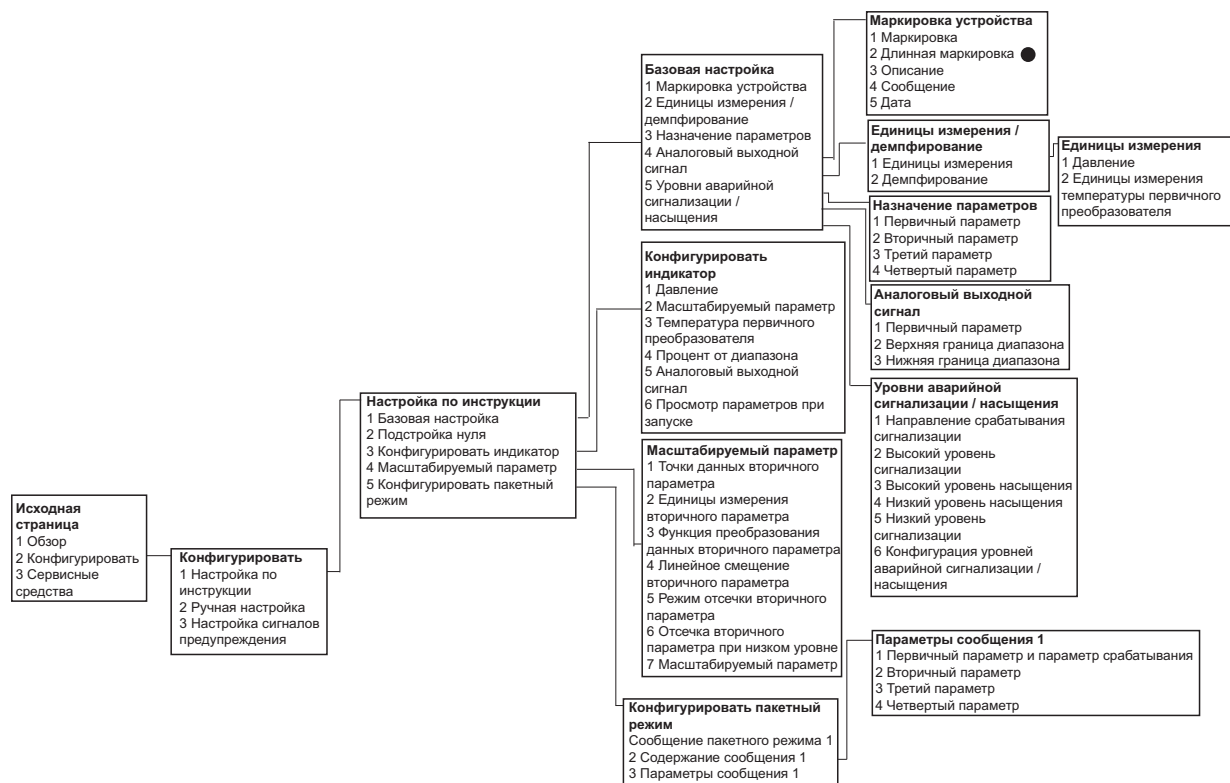 Исходная
страница
1 Обзор
2 Конфигурировать
3 Сервисные
средства
Конфигурировать
1 Настройка по
инструкции
2 Ручная настройка
3 Настройка сигналов
предупреждения
Настройка по инструкции
1 Базовая настройка
2 Подстройка нуля
3 Конфигурировать индикатор
4 Масштабируемый параметр
5 Конфигурировать пакетный
режим
Базовая настройка
1 Маркировка устройства
2 Единицы измерения /
демпфирование
3 Назначение параметров
4 Аналоговый выходной
сигнал
5 Уровни аварийной
сигнализации /
насыщения
Конфигурировать
индикатор
1 Давление
2 Масштабируемый параметр
3 Температура первичного
преобразователя
4 Процент от диапазона
5 Аналоговый выходной
сигнал
6 Просмотр параметров при
запуске
Масштабируемый параметр
1 Точки данных вторичного
параметра
2 Единицы измерения
вторичного параметра
3 Функция преобразования
данных вторичного параметра
4 Линейное смещение
вторичного параметра
5 Режим отсечки вторичного
параметра
6 Отсечка вторичного
параметра при низком уровне
7 Масштабируемый параметр
Конфигурировать пакетный
режим
Сообщение пакетного режима 1
2 Содержание сообщения 1
3 Параметры сообщения 1
Маркировка устройства
1 Маркировка
2 Длинная маркировка
3 Описание
4 Сообщение
5 Дата
Единицы измерения /
демпфирование
1 Единицы измерения
2 Демпфирование
Единицы измерения
1 Давление
2 Единицы измерения
температуры первичного
преобразователя
Назначение параметров
1 Первичный параметр
2 Вторичный параметр
3 Третий параметр
4 Четвертый параметр
Аналоговый выходной
сигнал
1 Первичный параметр
2 Верхняя граница диапазона
3 Нижняя граница диапазона
Уровни аварийной
сигнализации / насыщения
1 Направление срабатывания
сигнализации
2 Высокий уровень
сигнализации
3 Высокий уровень насыщения
4 Низкий уровень насыщения
5 Низкий уровень
сигнализации
6 Конфигурация уровней
аварийной сигнализации /
насыщения
Параметры сообщения 1
1 Первичный параметр и параметр срабатывания
2 Вторичный параметр
3 Третий параметр
4 Четвертый параметр